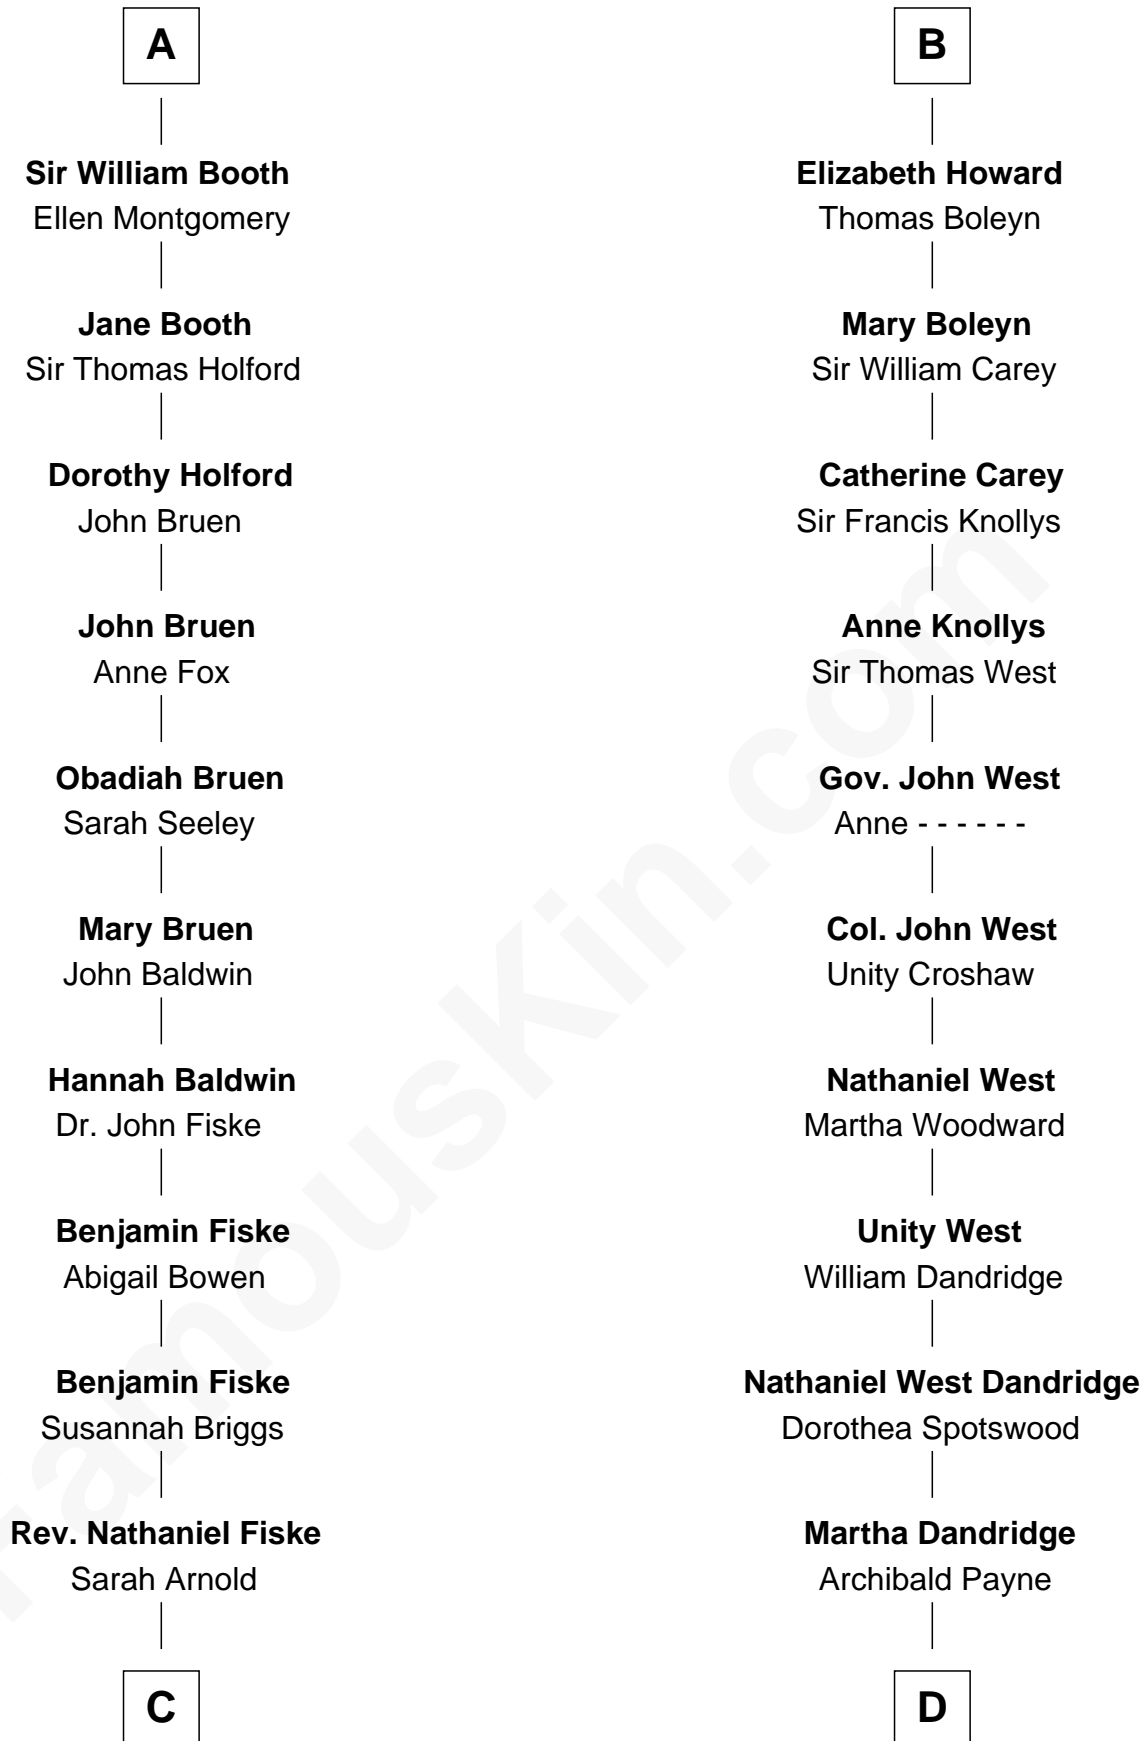 A
Sir William Booth
Ellen Montgomery
Jane Booth
Sir Thomas Holford
Dorothy Holford
John Bruen
John Bruen
Anne Fox
Obadiah Bruen
Sarah Seeley
Mary Bruen
John Baldwin
Hannah Baldwin
Dr. John Fiske
Benjamin Fiske
Abigail Bowen
Benjamin Fiske
Susannah Briggs
Rev. Nathaniel Fiske
Sarah Arnold
C
B
Elizabeth Howard
Thomas Boleyn
Mary Boleyn
Sir William Carey
Catherine Carey
Sir Francis Knollys
Anne Knollys
Sir Thomas West
Gov. John West
Anne - - - - - -
Col. John West
Unity Croshaw
Nathaniel West
Martha Woodward
Unity West
William Dandridge
Nathaniel West Dandridge
Dorothea Spotswood
Martha Dandridge
Archibald Payne
D
FamousKin.com